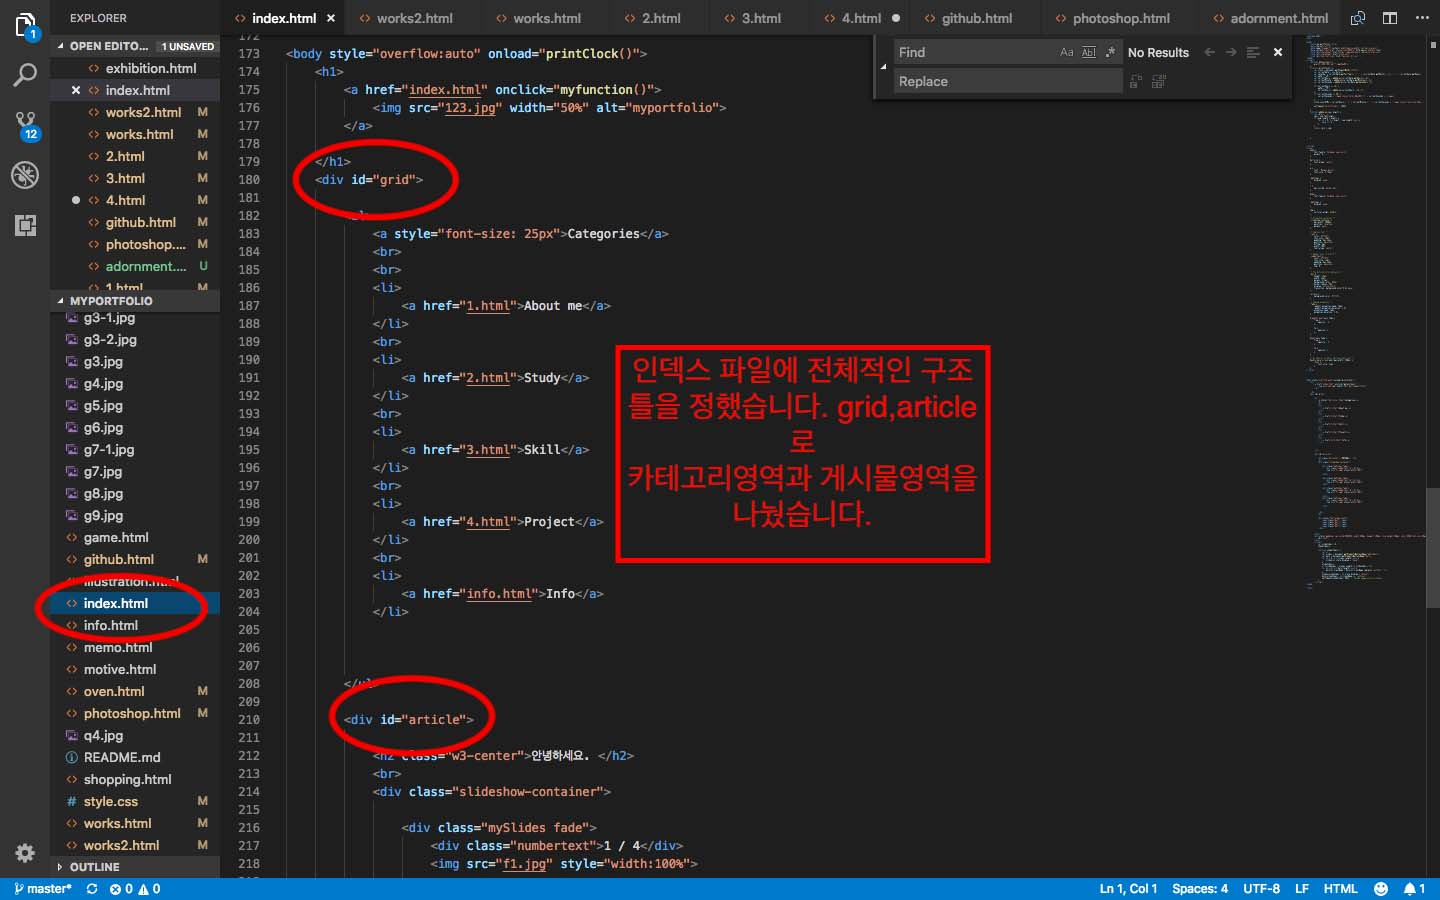 EXPLORER
OPEN EDITO... 1 UNSAVED
exhibition.html
index.html
works2.html M
works.html M
2.html M
3.html M
4.html M
github.html M
photoshop.... M
adornment.... U
1.html M
MYPORTFOLIO
g3-1.jpg
g3-2.jpg
g3.jpg
g4.jpg
g5.jpg
g6.jpg
g7-1.jpg
g7.jpg
g8.jpg
g9.jpg
game.html
github.html M
illustration.html
index.html
info.html
memo.html
motive.html
oven.html M
photoshop.html M
q4.jpg
README.md
shopping.html
style.css M
works.html M
works2.html M
OUTLINE
1
12
index.html works2.html works.html 2.html 3.html 4.html github.html photoshop.html adornment.html
Find Aa Abl .* No Results
Replace
172
173 <body style="overflow:auto" onload="printClock()">
174 <h1>
175 <a href="index.html" onclick="myfunction()">
176 <img src="123.jpg" width="50%" alt="myportfolio">
177 </a>
178
179 </h1>
180 <div id="grid">
181
182
183 <a style="font-size: 25px">Categories</a>
184 <br>
185 <br>
186 <li>
187 <a href="1.html">About me</a>
188 </li>
189 <br>
190 <li>
191 <a href="2.html">Study</a>
192 </li>
193 <br>
194 <li>
195 <a href="3.html">Skill</a>
196 </li>
197 <br>
198 <li>
199 <a href="4.html">Project</a>
200 </li>
201 <br>
202 <li>
203 <a href="info.html">Info</a>
204 </li>
205
206
207
208 </ul>
209
210 <div id="article">
211
212 <h2 class="w3-center">안녕하세요. </h2>
213 <br>
214 <div class="slideshow-container">
215
216 <div class="mySlides fade">
217 <div class="numbertext">1 / 4</div>
218 <img src="f1.jpg" style="width:100%">
인덱스 파일에 전체적인 구조
틀을 정했습니다. grid,article
로
카테고리영역과 게시물영역을
나눴습니다.
master* 0 0 Ln 1, Col 1 Spaces: 4 UTF-8 LF HTML 1